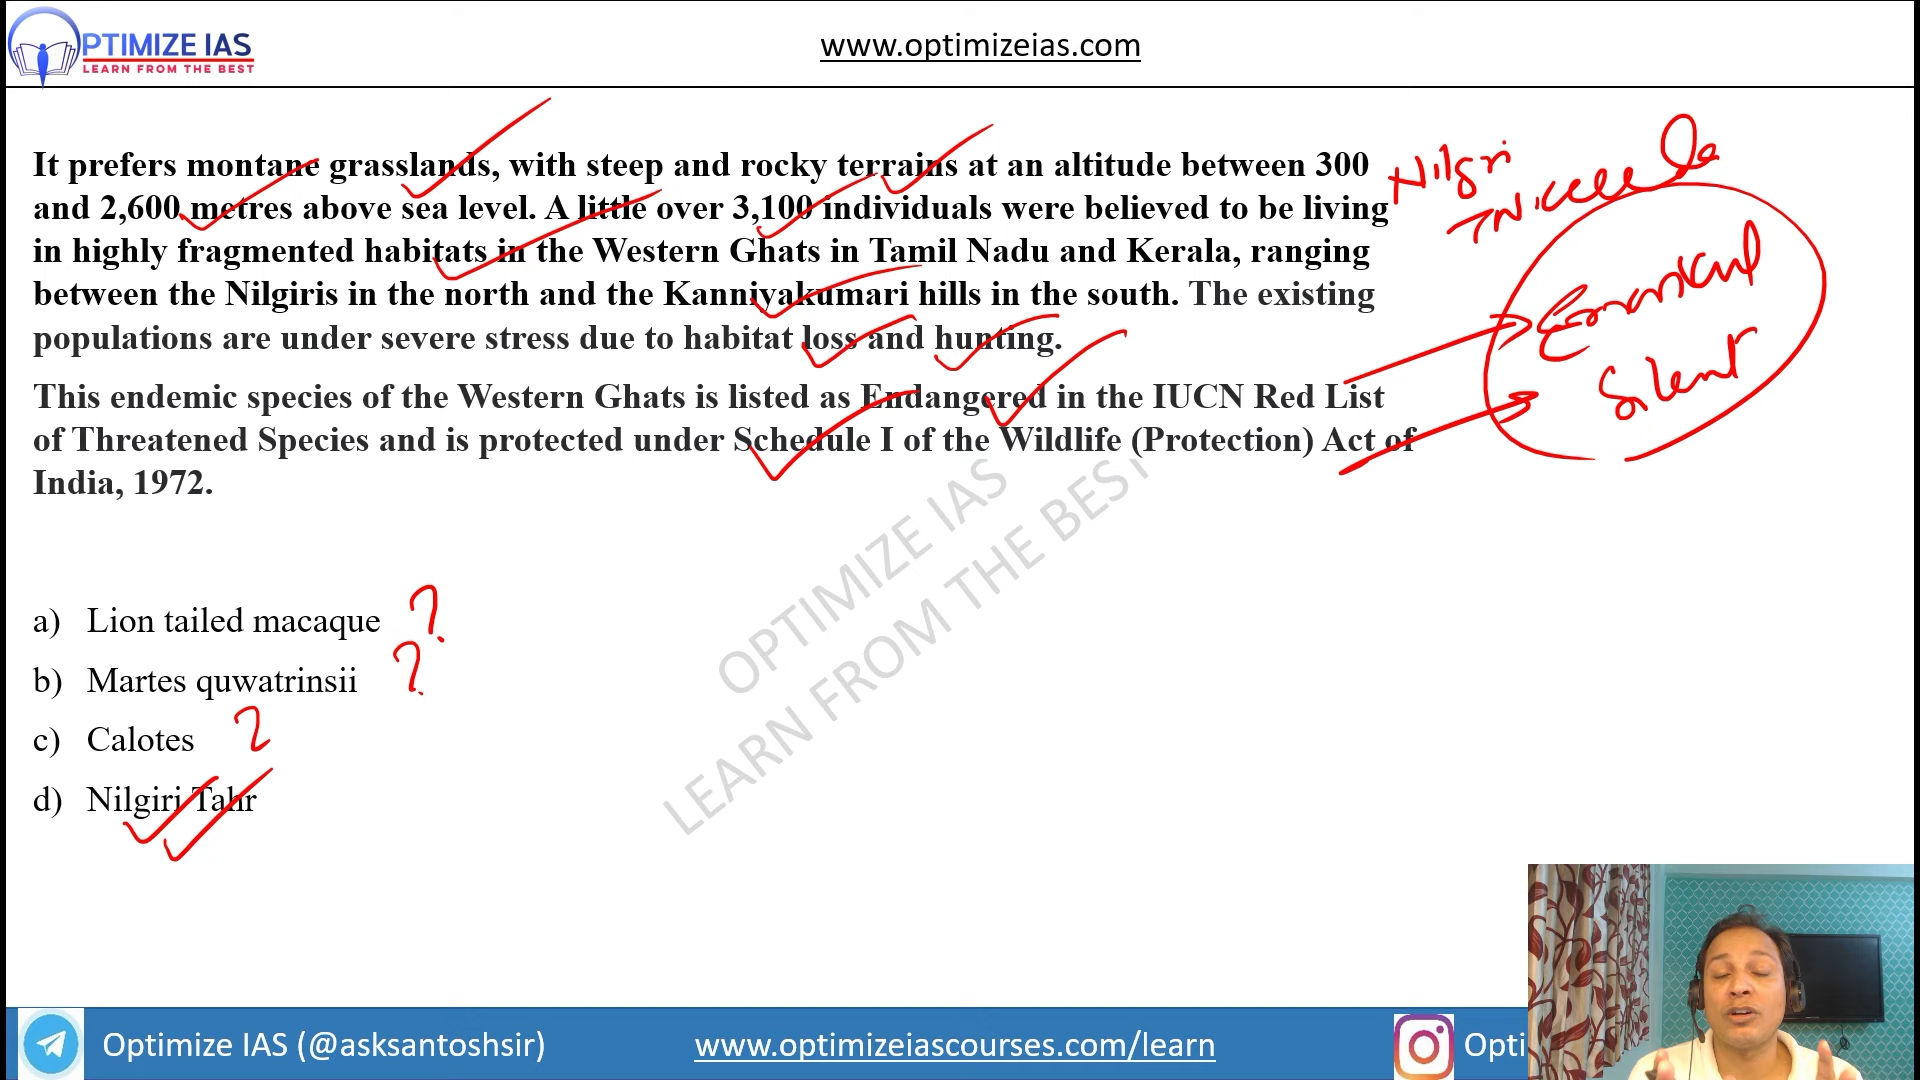 PTIMIZE IAS
LEARN FROM THE BEST
www.optimizeias.com
It prefers montane grasslands, with steep and rocky terrains at an altitude between 300
and 2,600 metres above sea level. A little over 3,100 individuals were believed to be living
in highly fragmented habitats in the Western Ghats in Tamil Nadu and Kerala, ranging
between the Nilgiris in the north and the Kanniyakumari hills in the south. The existing
populations are under severe stress due to habitat loss and hunting.
This endemic species of the Western Ghats is listed as Endangered in the IUCN Red List
of Threatened Species and is protected under Schedule I of the Wildlife (Protection) Act of
India, 1972.
Nilgri
Silent
OPTIMIZE IAS
LEARN FROM THE BEST
a) Lion tailed macaque ?
b) Martes quwatrinsii ?
c) Calotes
d) Nilgiri Tahr
Optimize IAS (@asksantoshsir)
www.optimizeiascourses.com/learn
Opti